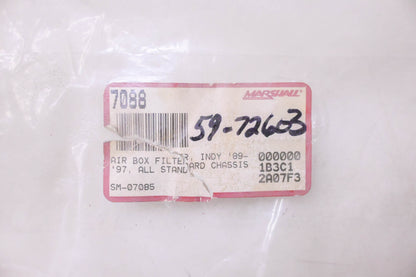 7088
MARSHALL
59-72603
AIR BOX FILTER, INDY '89-
'97. ALL STANDARD CHASSIS
SM-07085
000000
1B3C1
2A07F3